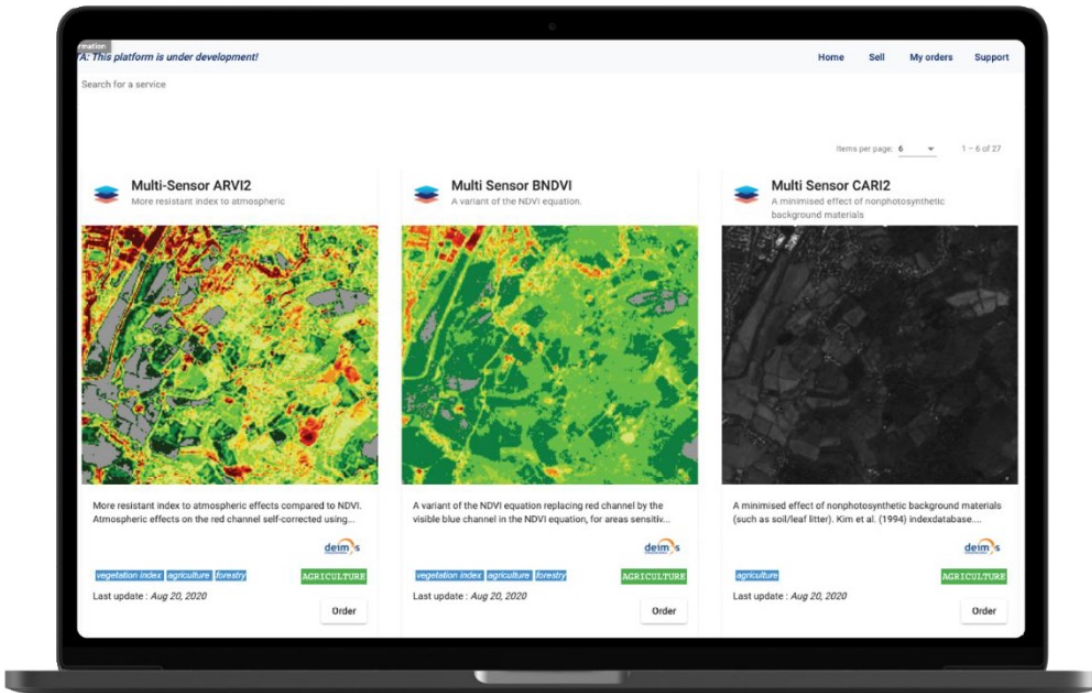 rmation
'A: This platform is under development!
Home Sell My orders Support
Search for a service
Items per page: 6 1 – 6 of 27
Multi-Sensor ARVI2
More resistant index to atmospheric
Multi Sensor BNDVI
A variant of the NDVI equation.
Multi Sensor CARI2
A minimised effect of nonphotosynthetic
background materials
More resistant index to atmospheric effects compared to NDVI.
Atmospheric effects on the red channel self-corrected using...
deimos
vegetation index agriculture forestry
AGRICULTURE
Last update : Aug 20, 2020
Order
A variant of the NDVI equation replacing red channel by the
visible blue channel in the NDVI equation, for areas sensitiv...
deimos
vegetation index agriculture forestry
AGRICULTURE
Last update : Aug 20, 2020
Order
A minimised effect of nonphotosynthetic background materials
(such as soil/leaf litter). Kim et al. (1994) indexdatabase....
deimos
agriculture
AGRICULTURE
Last update : Aug 20, 2020
Order